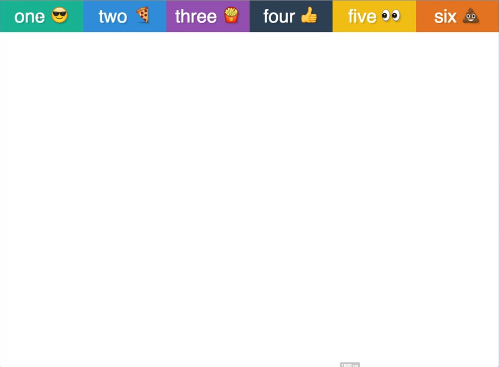 one 😎 two 🍕 three 🍟 four 👍 five 👀 six 💩